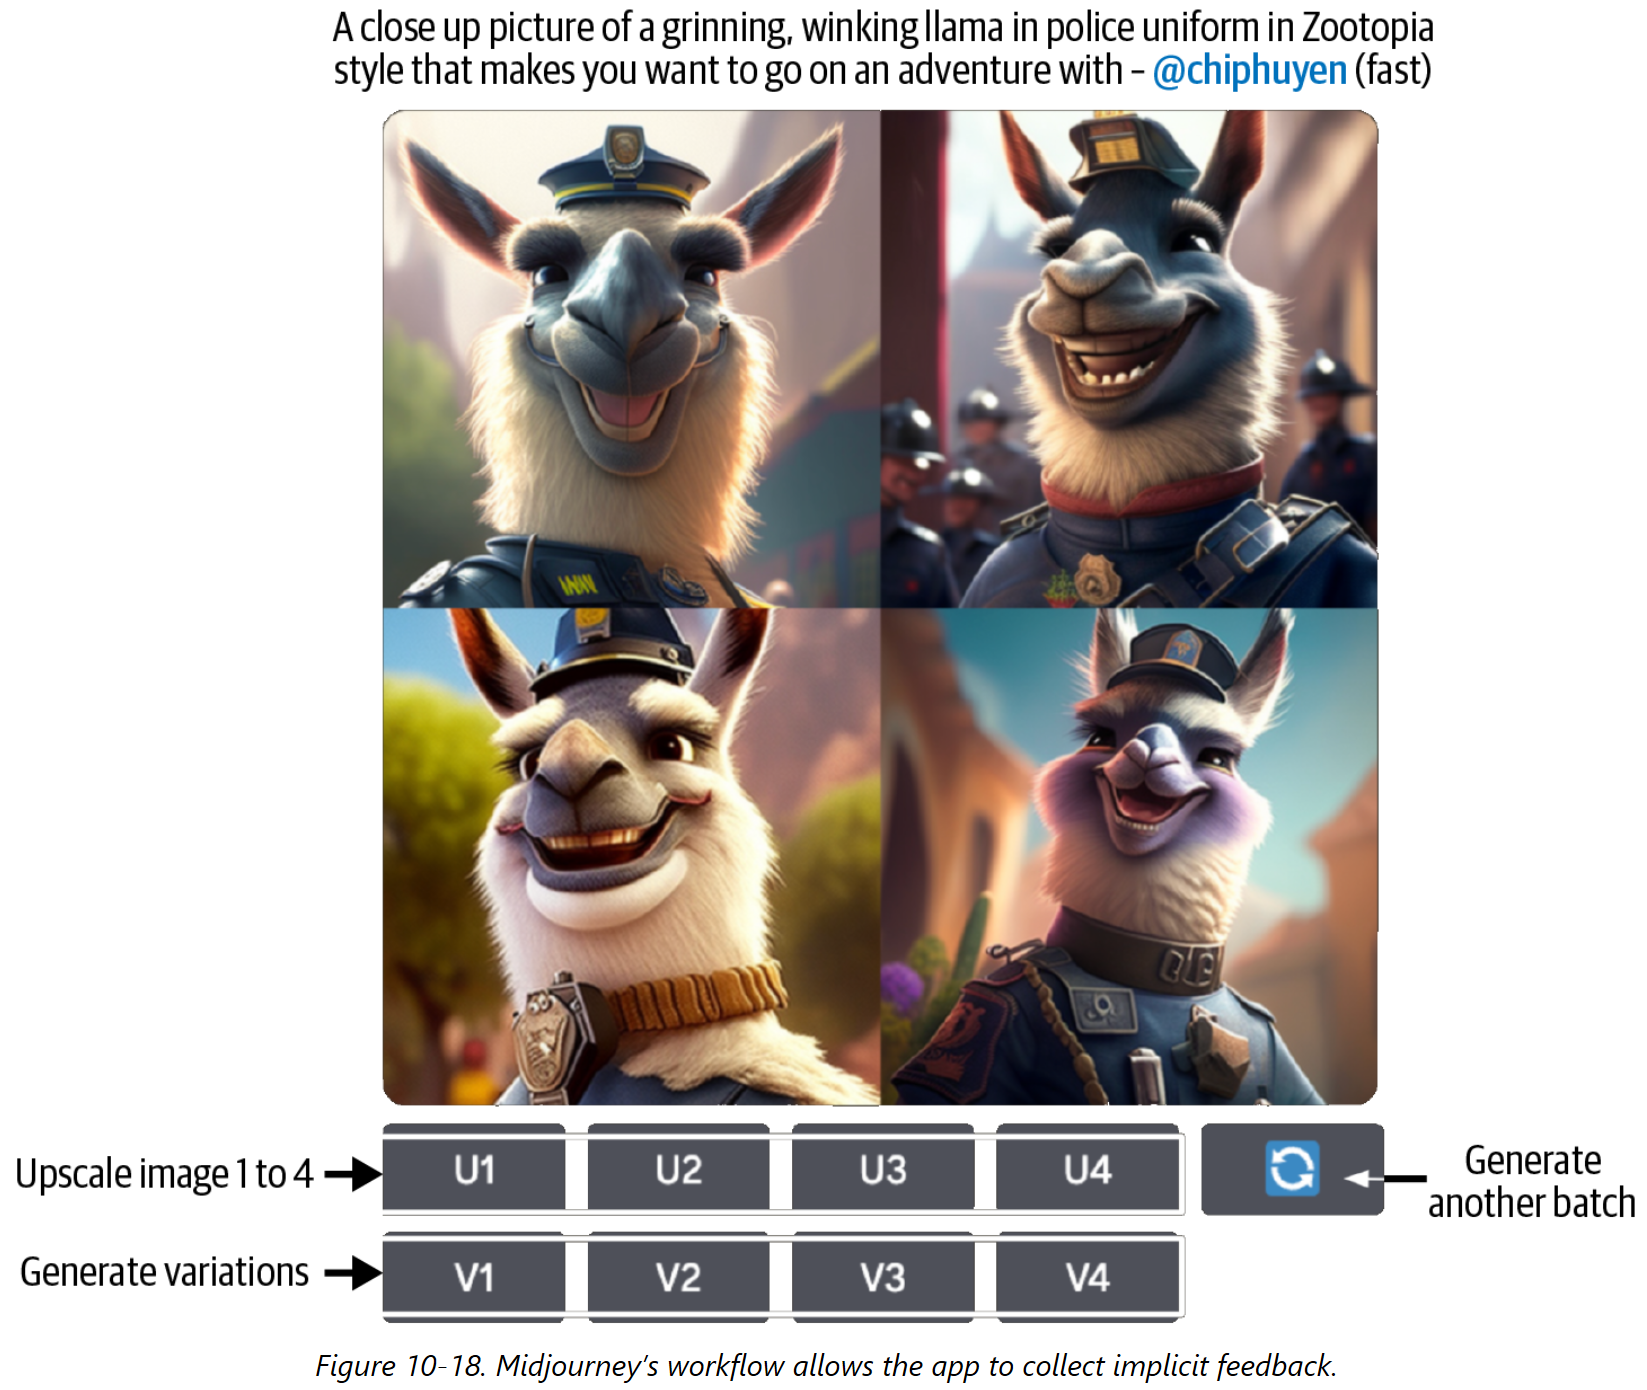 A close up picture of a grinning, winking llama in police uniform in Zootopia
style that makes you want to go on an adventure with – @chiphuyen (fast)
Upscale image 1 to 4
U1
U2
U3
U4
Generate
another batch
Generate variations
V1
V2
V3
V4
Figure 10-18. Midjourney's workflow allows the app to collect implicit feedback.